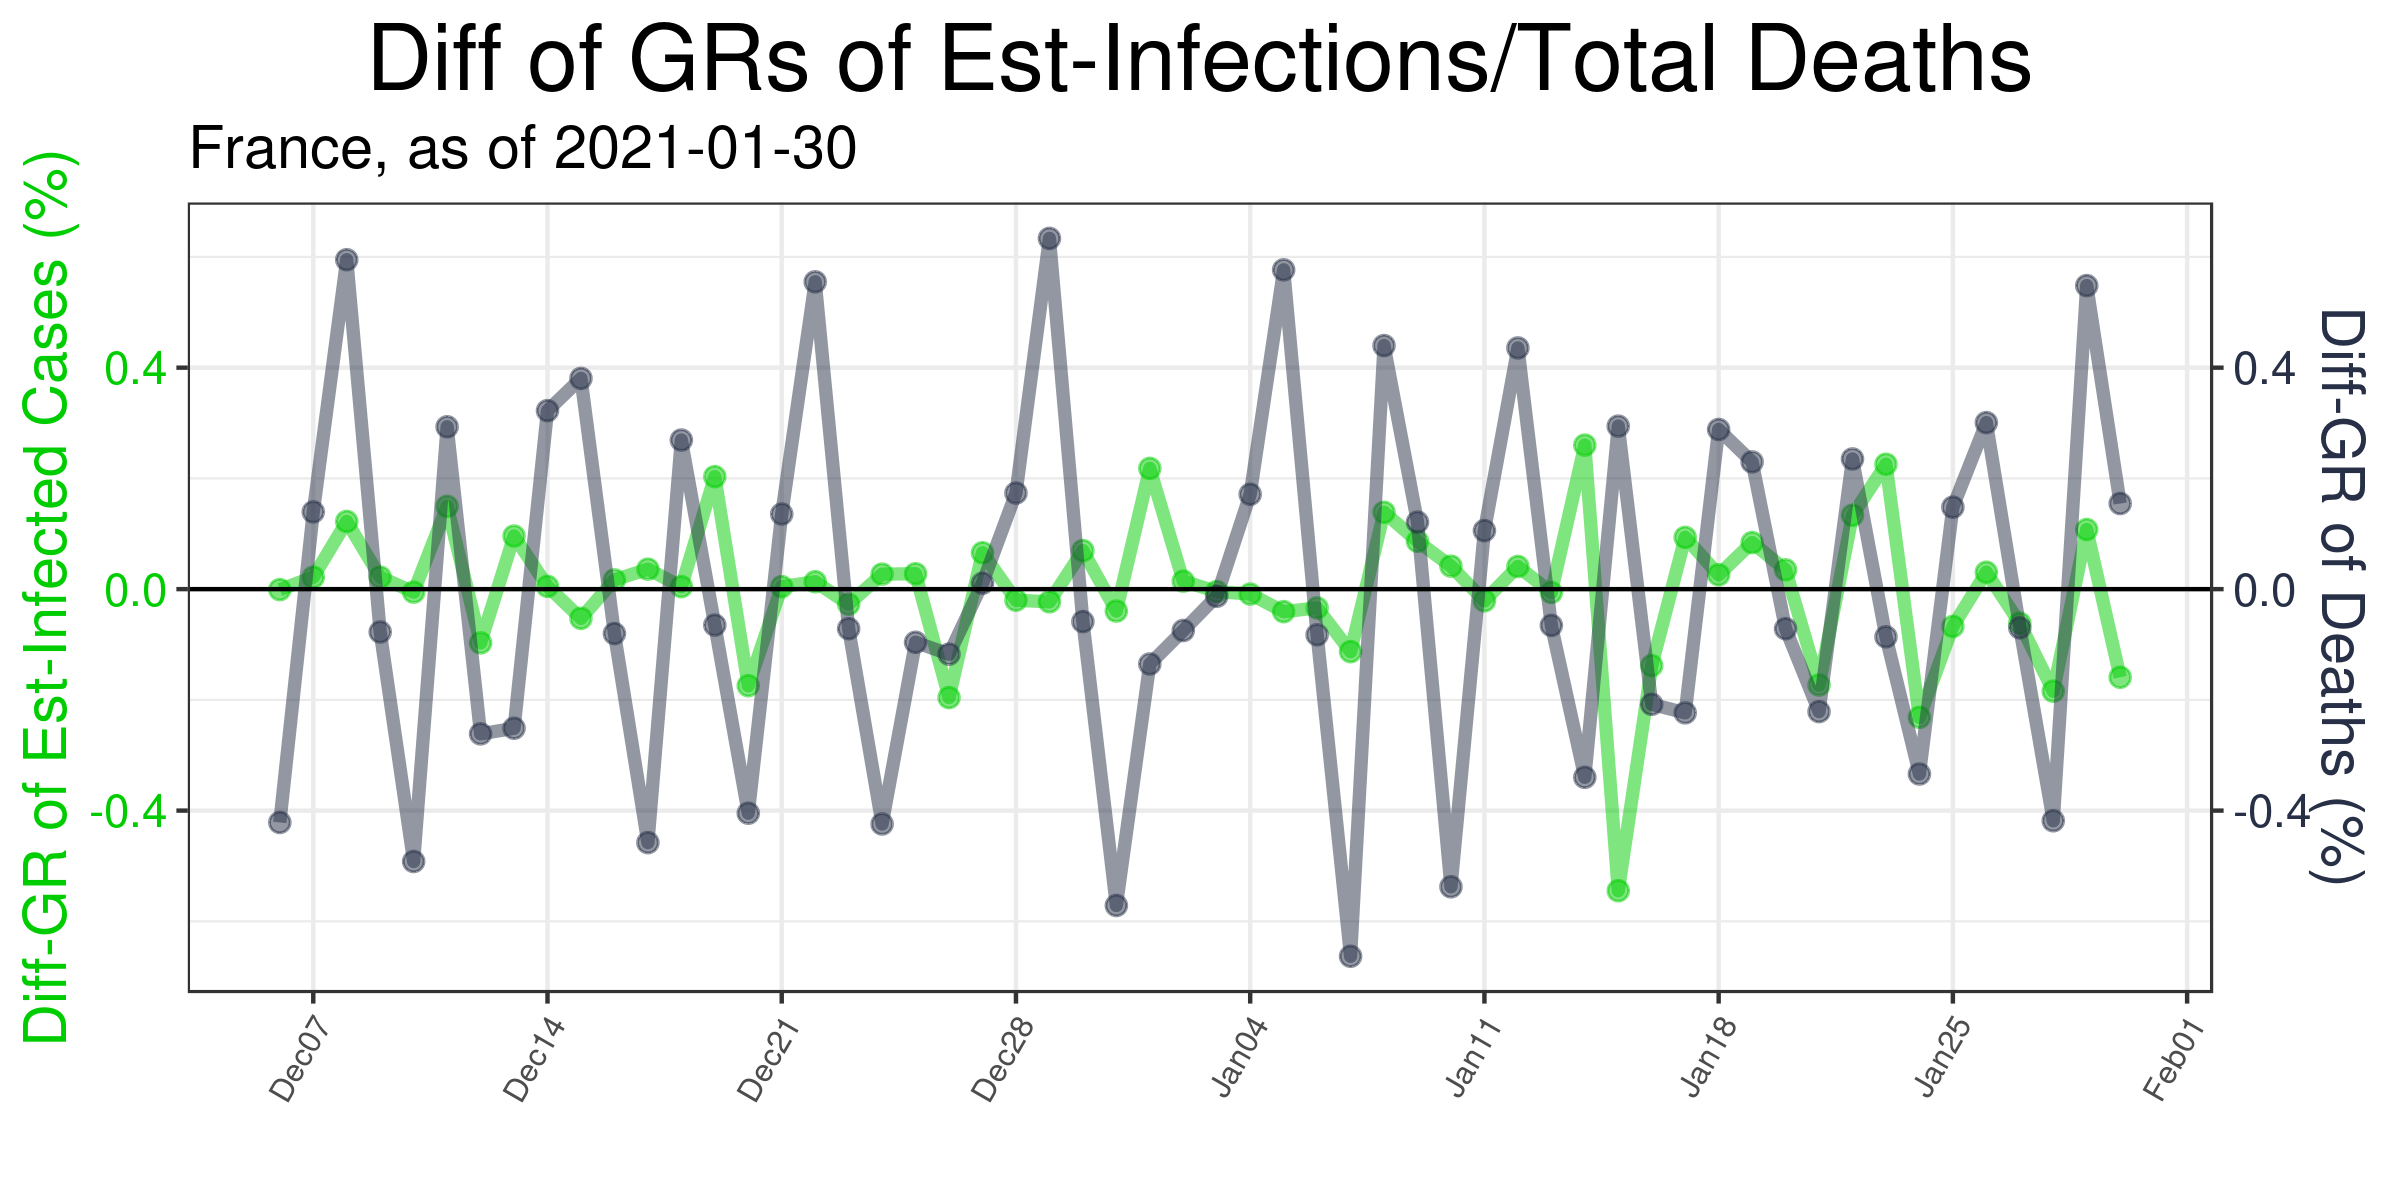 Diff of GRs of Est-Infections/Total Deaths
France, as of 2021-01-30
Diff-GR of Est-Infected Cases (%)
0.4
0.0
-0.4
0.4
0.0
-0.4
Diff-GR of Deaths (%)
Dec07
Dec14
Dec21
Dec28
Jan04
Jan11
Jan18
Jan25
Feb01